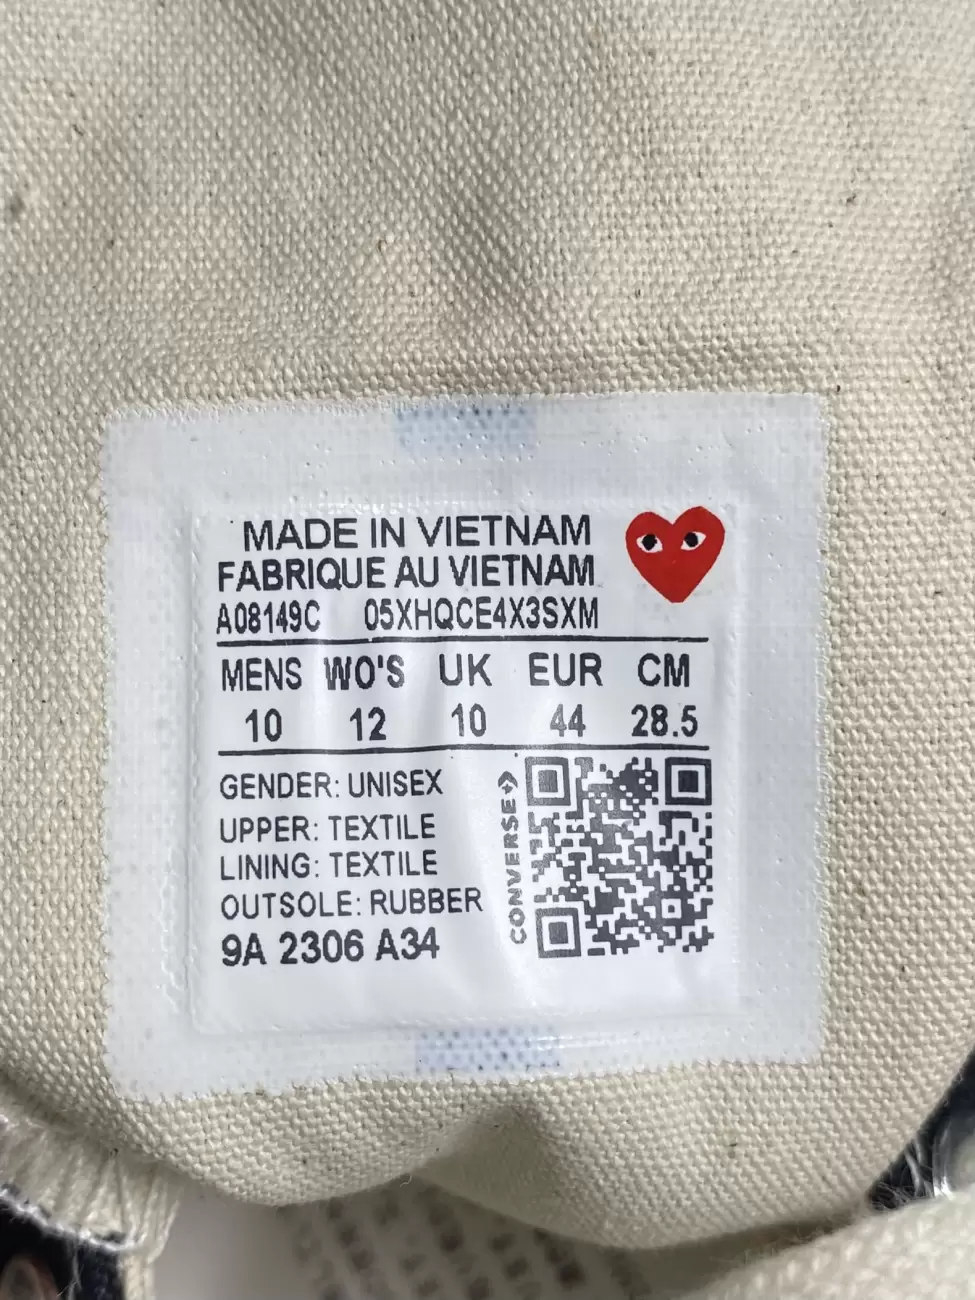 MADE IN VIETNAM
FABRIQUE AU VIETNAM
A08149C 05XHQCE4X3SXM
MENS WO'S UK EUR CM
10 12 10 44 28.5
GENDER: UNISEX
UPPER: TEXTILE
LINING: TEXTILE
OUTSOLE: RUBBER
9A 2306 A34
CONVERSE